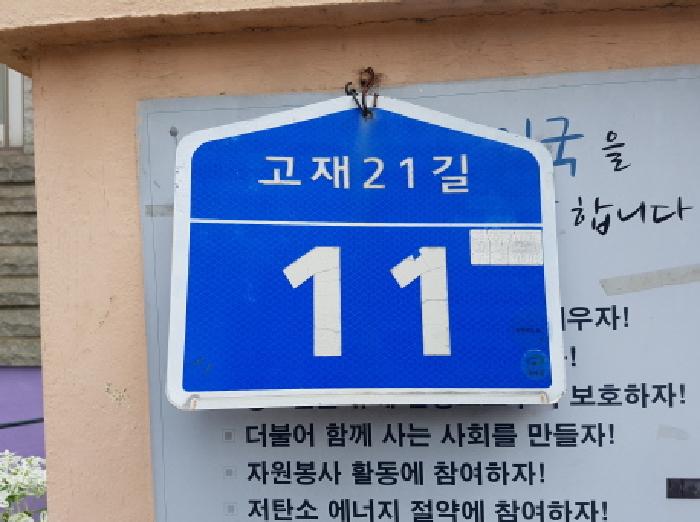 고재21길
11
국을
합니다
우자!
보호하자!
더불어 함께 사는 사회를 만들자!
자원봉사 활동에 참여하자!
저탄소 에너지 절약에 참여하자!